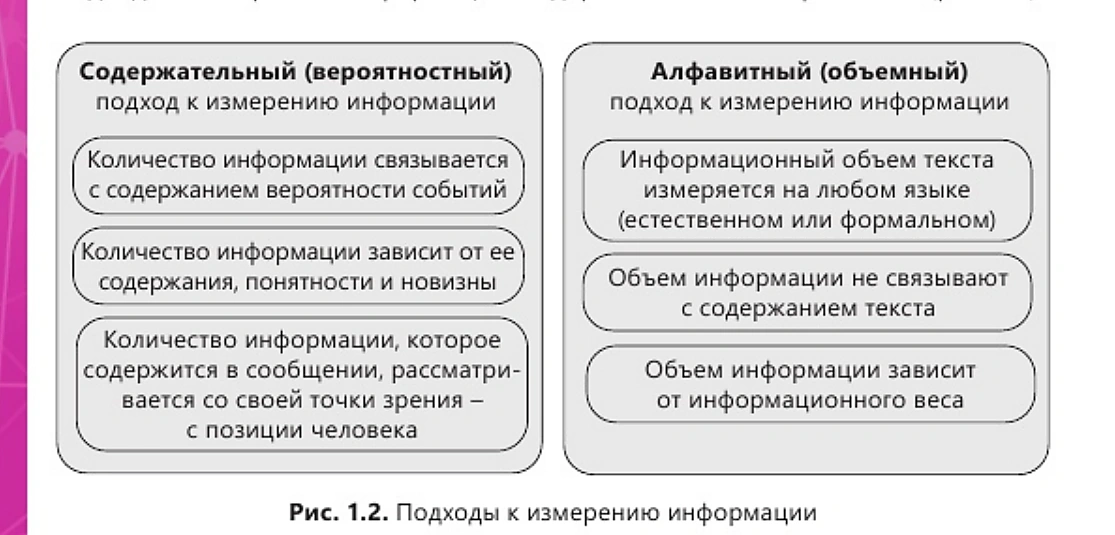 Содержательный (вероятностный)
подход к измерению информации
Количество информации связывается
с содержанием вероятности событий
Количество информации зависит от ее
содержания, понятности и новизны
Количество информации, которое
содержится в сообщении, рассматри-
вается со своей точки зрения –
с позиции человека
Алфавитный (объемный)
подход к измерению информации
Информационный объем текста
измеряется на любом языке
(естественном или формальном)
Объем информации не связывают
с содержанием текста
Объем информации зависит
от информационного веса
Рис. 1.2. Подходы к измерению информации